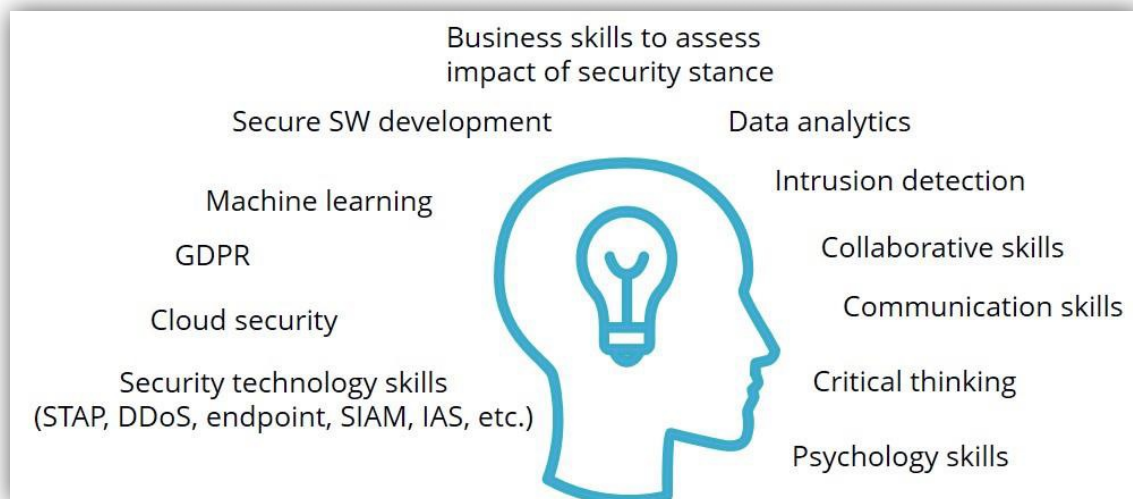 Business skills to assess
impact of security stance
Secure SW development
Data analytics
Machine learning
Intrusion detection
GDPR
Collaborative skills
Cloud security
Communication skills
Security technology skills
(STAP, DDoS, endpoint, SIAM, IAS, etc.)
Critical thinking
Psychology skills